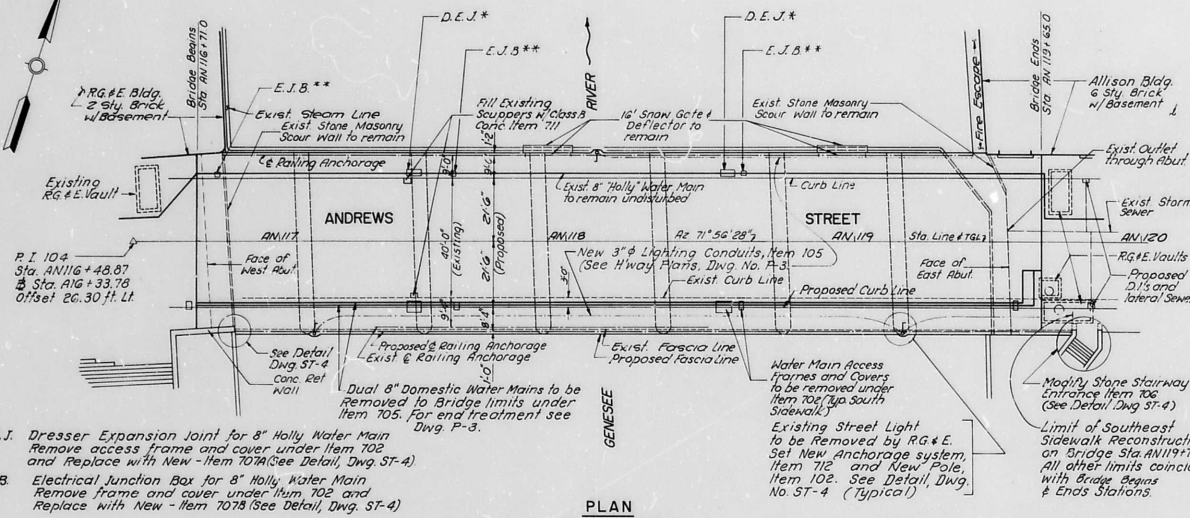 D.E.J.*
D.E.J.*
E.J.B.**
RIVER
E.J.B.**
Bridge Begins
Sta. AN116+71.0
Bridge Ends
Sta. AN 119+65.0
R.G.&E. Bldg.
2 Sty. Brick
w/Basement
E.J.B.**
Exist. Steam Line
Exist. Stone Masonry
Scour Wall to remain
Fill Existing
Scuppers w/Class B
Conc. Item 711
16' Snow Gate &
Deflector to
remain
Exist. Stone Masonry
Scour Wall to remain
Fire Escape
Allison Bldg.
6 Sty. Brick
w/ Basement
Exist. Outlet
through Abut.
℄ Railing Anchorage
Existing
R.G.&E. Vault
Exist. 8" "Holly" Water Main
to remain undisturbed
Curb Line
Exist. Storm
Sewer
ANDREWS
STREET
40'-0"
(Existing)
21'-6" 21'-6"
(Proposed)
AN117
AN118
Az 71° 56' 28"
AN119
Sta. Line & TGL
AN120
P.I. 104
Sta. AN116+48.87
Sta. A16+33.78
Offset 26.30 ft. Lt.
Face of
West Abut.
New 3"φ Lighting Conduits, Item 105
(See H'way Plans, Dwg. No. P-3)
Face of
East Abut.
R.G.&E. Vaults
Proposed
D.I.'s and
lateral Sewer
Exist. Curb Line
Proposed Curb Line
See Detail
Dwg. ST-4
Conc. Ret.
Wall
Proposed ℄ Railing Anchorage
Exist ℄ Railing Anchorage
Exist. Fascia Line
Proposed Fascia Line
Dual 8" Domestic Water Mains to be
Removed to Bridge limits under
Item 705. For end treatment see
Dwg. P-3.
GENESEE
Water Main Access
Frames and Covers
to be removed under
Item 702 (Typ. South
Sidewalk)
Existing Street Light
to be Removed by R.G.&E.
Set New Anchorage system,
Item 712 and New Pole,
Item 102. See Detail, Dwg.
No. ST-4 (Typical)
Modify Stone Stairway
Entrance Item 706
(See Detail Dwg ST-4)
Limit of Southeast
Sidewalk Reconstructi
on Bridge Sta. AN119+7
All other limits coincid
with Bridge Begins
& Ends Stations.
.J. Dresser Expansion Joint for 8" Holly Water Main
Remove access frame and cover under Item 702
and Replace with New - Item 707A (See Detail, Dwg. ST-4)
B. Electrical Junction Box for 8" Holly Water Main
Remove frame and cover under Item 702 and
Replace with New - Item 707B (See Detail, Dwg. ST-4)
PLAN